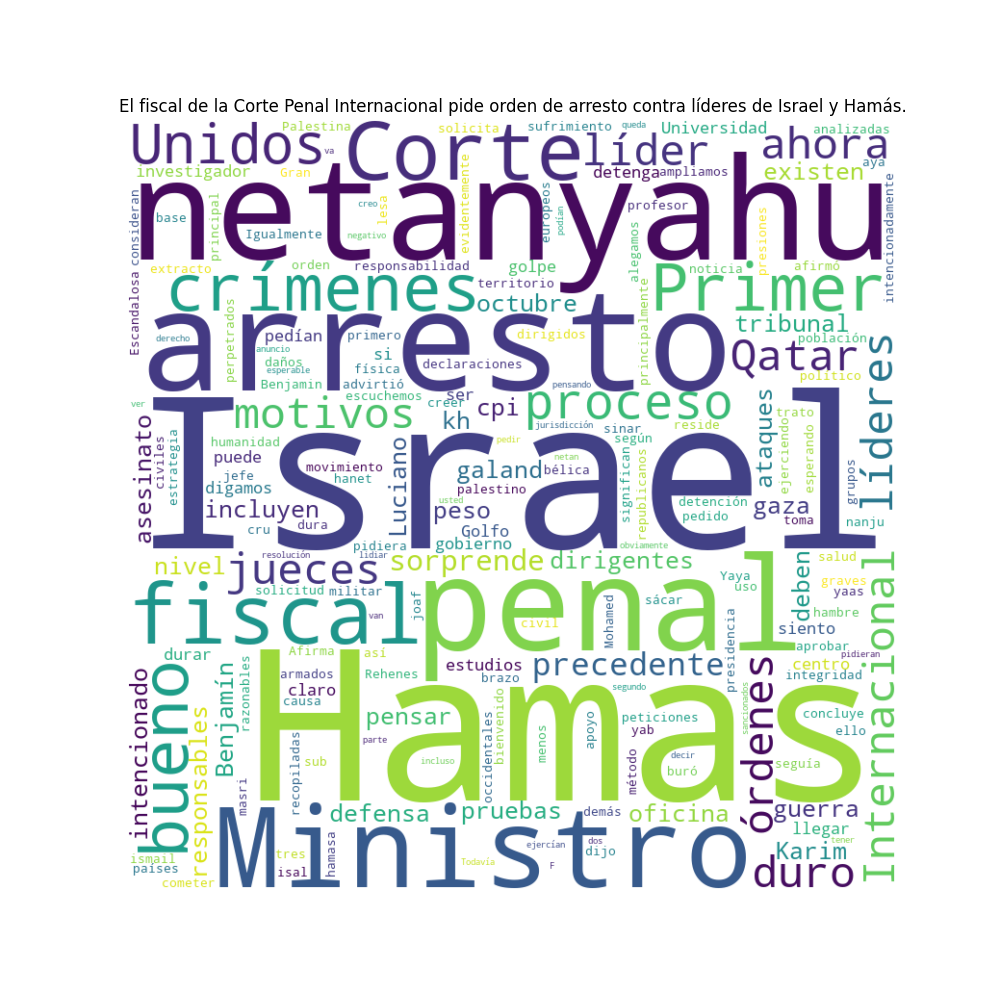 El fiscal de la Corte Penal Internacional pide orden de arresto contra líderes de Israel y Hamás.
Unidos
Palestina
va
Corte
solicita
sufrimiento
queda
líder
Universidad
ahora
analizadas
investigador
Gran
detenga
ampliamos
existen
aya
netanyahu
consideran
base
principal
Igualmente
creo
negativo
lesa
evidentemente
europeos
podían
profesor
presiones
intencionadamente
extracto
orden
responsabilidad
golpe
alegamos
noticia
afirmó
crímenes
octubre
territorio
Primer
Escandalosa
derecho
perpetrados
pedían
primero
dirigidos
principalmente
tribunal
población
arresto
anuncio
daños
si
física
declaraciones
Qatar
esperable
Benjamin
advirtió
pensando
político
escuchemos
ser
ver
motivos
creer
kh
cpi
proceso
jurisdicción
sinar
reside
ataques
trato
líderes
asesinato
civiles
estrategia
humanidad
puede
jefe
digamos
movimiento
hanet
Luciano
pedir
galand
bélica
según
netan
significan
republicanos
ejerciendo
esperando
grupos
Israel
palestino
incluyen
peso
usted
detención
pedido
gaza
toma
nanju
cru
dura
Golfo
gobierno
obviamente
pidiera
nivel
jueces
resolución
lidiar
sorprende
dirigentes
salud
Yaya
uso
deben
graves
yaas
hambre
solicitud
militar
joaf
sácar
Mohamed
fiscal
van
penal
civil
siento
Internacional
durar
Afirma
así
estudios
brazo
precedente
presidencia
aprobar
centro
pidieran
integridad
intencionado
bueno
responsables
Benjamín
razonables
armados
claro
causa
Rehenes
segundo
órdenes
sancionados
concluye
ello
pensar
Hamas
bienvenido
menos
apoyo
peticiones
yab
parte
incluso
occidentales
decir
buró
seguía
masri
recopiladas
sub
método
defensa
pruebas
demás
oficina
guerra
llegar
Ministro
ismail
países
tres
isal
hamasa
ejercían
dos
dijo
Karim
tener
Todavía
F
cometer
duro